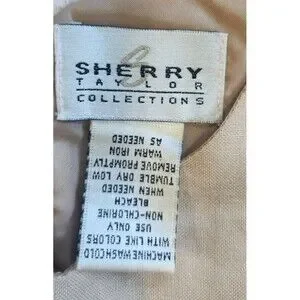 S
SHERRY
TAYLOR
COLLECTIONS
MACHINE WASH COLD
WITH LIKE COLORS
USE ONLY
NON-CHLORINE
BLEACH
WHEN NEEDED
TUMBLE DRY LOW
REMOVE PROMPTLY
WARM IRON
AS NEEDED